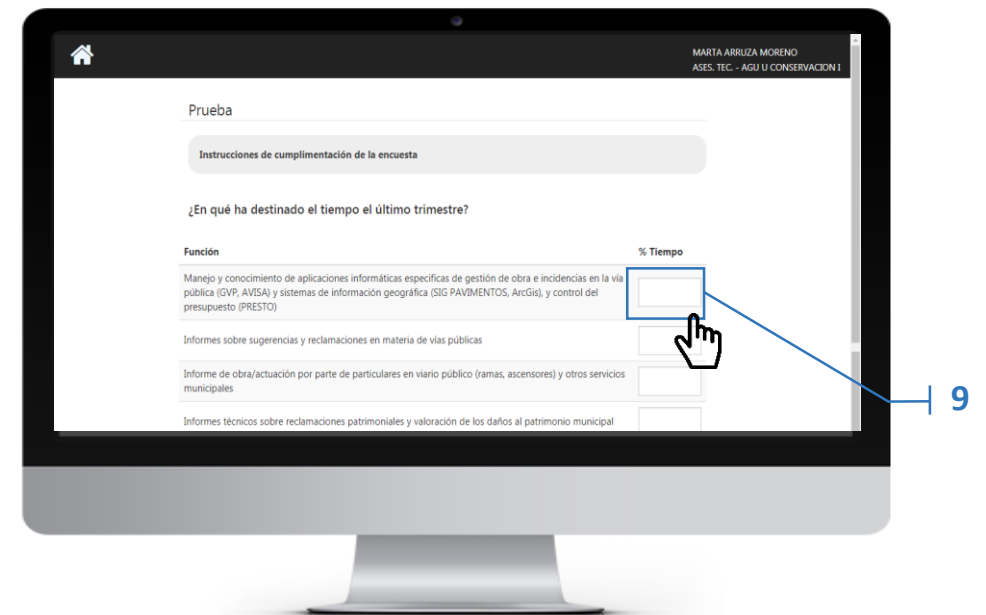 MARTA ARRUZA MORENO
ASES. TEC. - AGU U CONSERVACION I
Prueba
Instrucciones de cumplimentación de la encuesta
¿En qué ha destinado el tiempo el último trimestre?
Función % Tiempo
Manejo y conocimiento de aplicaciones informáticas especificas de gestión de obra e incidencias en la vía
pública (GVP, AVISA) y sistemas de información geográfica (SIG PAVIMENTOS, ArcGis), y control del
presupuesto (PRESTO)
Informes sobre sugerencias y reclamaciones en materia de vías públicas
Informe de obra/actuación por parte de particulares en viario público (ramas, ascensores) y otros servicios
municipales
9
Informes técnicos sobre reclamaciones patrimoniales y valoración de los daños al patrimonio municipal